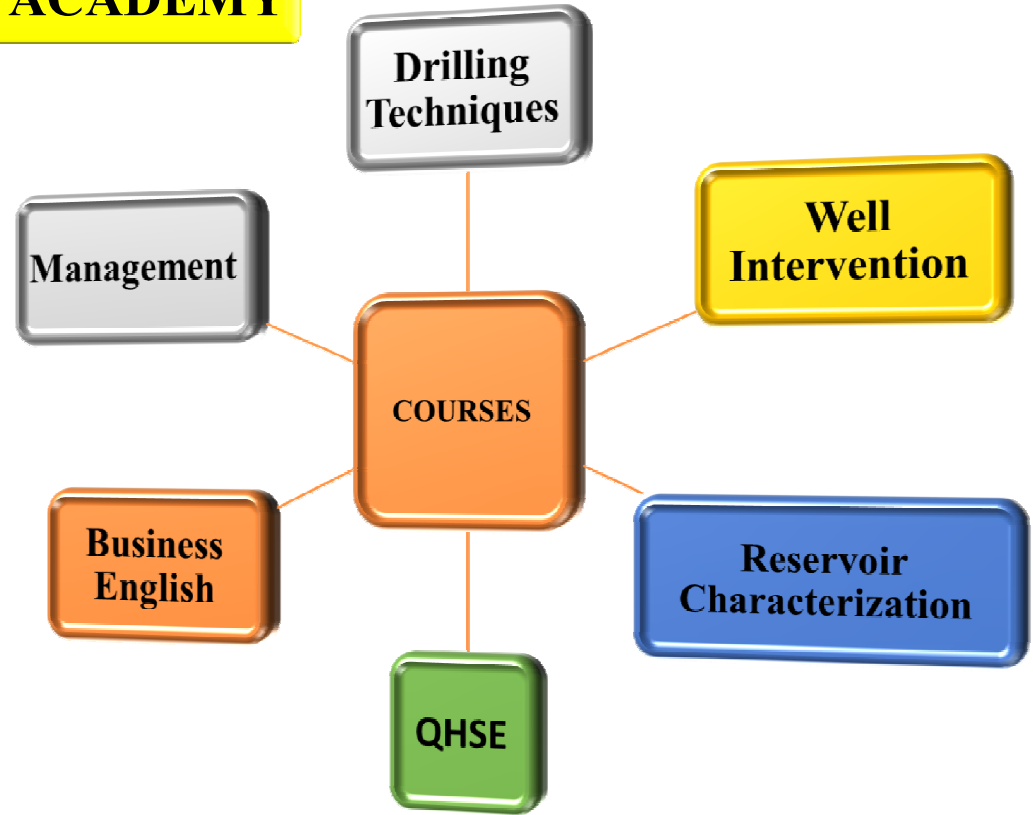 ACADEMY
Drilling
Techniques
Well
Intervention
Management
COURSES
Business
English
Reservoir
Characterization
QHSE